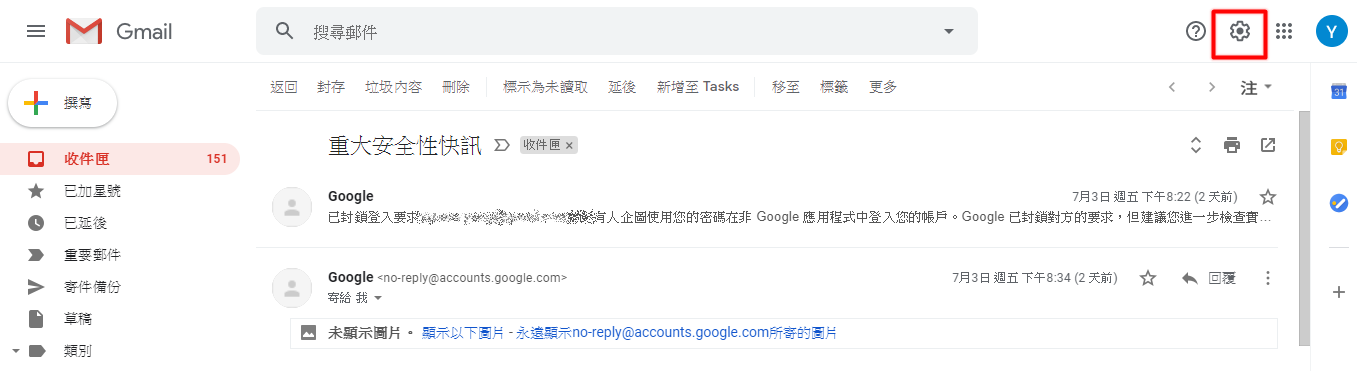 Gmail
搜尋郵件
Y
撰寫
返回 封存 垃圾內容 刪除 標示為未讀取 延後 新增至 Tasks 移至 標籤 更多
注
31
重大安全性快訊 收件匣 ×
收件匣 151
已加星號
已延後
重要郵件
寄件備份
草稿
類別
Google 7月3日 週五 下午8:22 (2 天前)
已封鎖登入要求 有人企圖使用您的密碼在非 Google 應用程式中登入您的帳戶。Google 已封鎖對方的要求，但建議您進一步檢查實…
Google <no-reply@accounts.google.com> 7月3日 週五 下午8:34 (2 天前) 回覆
寄給 我
未顯示圖片。 顯示以下圖片 - 永遠顯示no-reply@accounts.google.com所寄的圖片